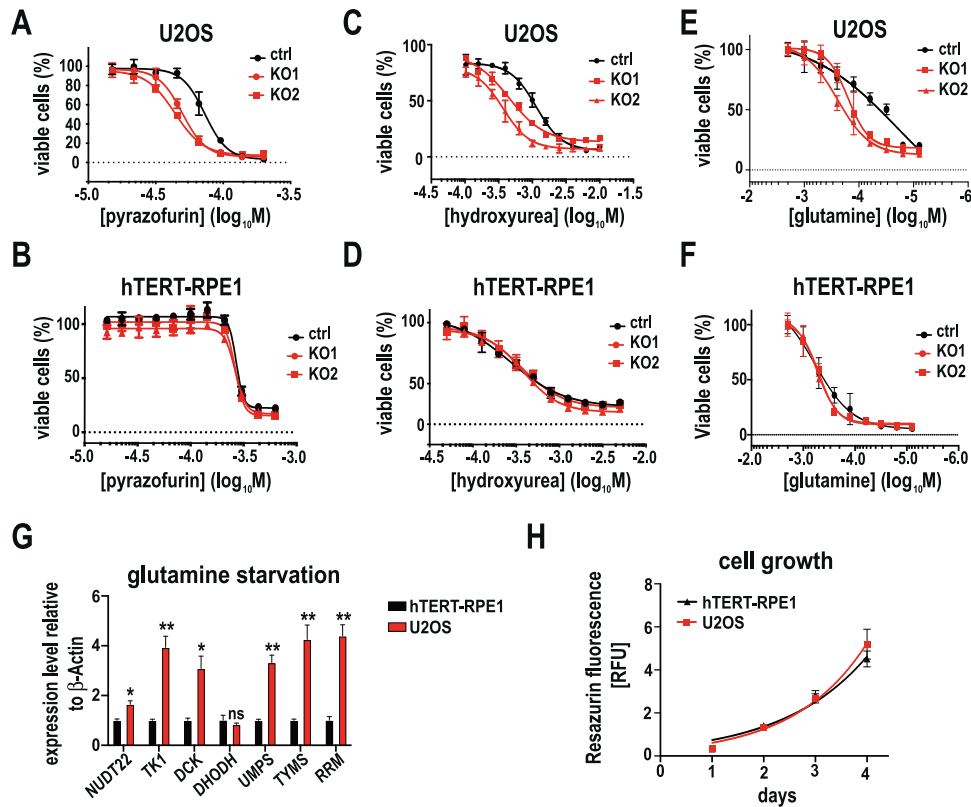 A
U2OS
viable cells (%)
120
100
80
60
40
20
0
-5.0
-4.5
-4.0
-3.5
[pyrazofurin] (log10M)
ctrl
KO1
KO2
C
U2OS
viable cells (%)
100
50
0
-4.5
-4.0
-3.5
-3.0
-2.5
-2.0
-1.5
[hydroxyurea] (log10M)
ctrl
KO1
KO2
E
U2OS
viable cells (%)
100
50
0
-2
-3
-4
-5
-6
[glutamine] (log10M)
ctrl
KO1
KO2
B
hTERT-RPE1
viable cells (%)
100
50
0
-5.0
-4.5
-4.0
-3.5
-3.0
[pyrazofurin] (log10M)
ctrl
KO1
KO2
D
hTERT-RPE1
viable cells (%)
100
50
0
-4.5
-4.0
-3.5
-3.0
-2.5
-2.0
[hydroxyurea] (log10M)
ctrl
KO1
KO2
F
hTERT-RPE1
Viable cells (%)
100
50
0
-2.0
-3.0
-4.0
-5.0
-6.0
[glutamine] (log10M)
ctrl
KO1
KO2
G
glutamine starvation
expression level relative
to β-Actin
6
4
2
0
* ** * ns ** ** **
NUDT22
TK1
DCK
DHODH
UMPS
TYMS
RRM
hTERT-RPE1
U2OS
H
cell growth
Resazurin fluorescence
[RFU]
8
6
4
2
0
0 1 2 3 4
days
hTERT-RPE1
U2OS